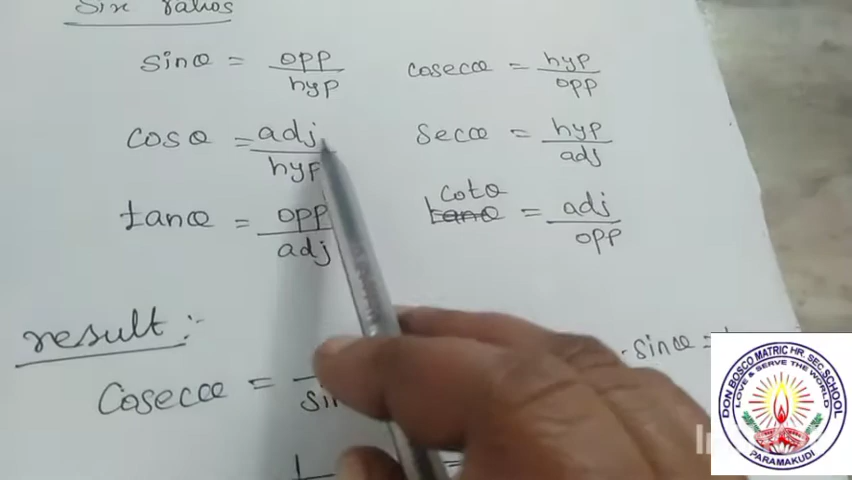 Six ratios
sinθ = opp/hyp cosecθ = hyp/opp
cosθ = adj/hyp secθ = hyp/adj
tanθ = opp/adj cotθ = adj/opp
result :-
Cosecθ = 
sinθ =
DON BOSCO MATRIC HR. SEC SCHOOL
LOVE & SERVE THE WORLD
PARAMAKUDI